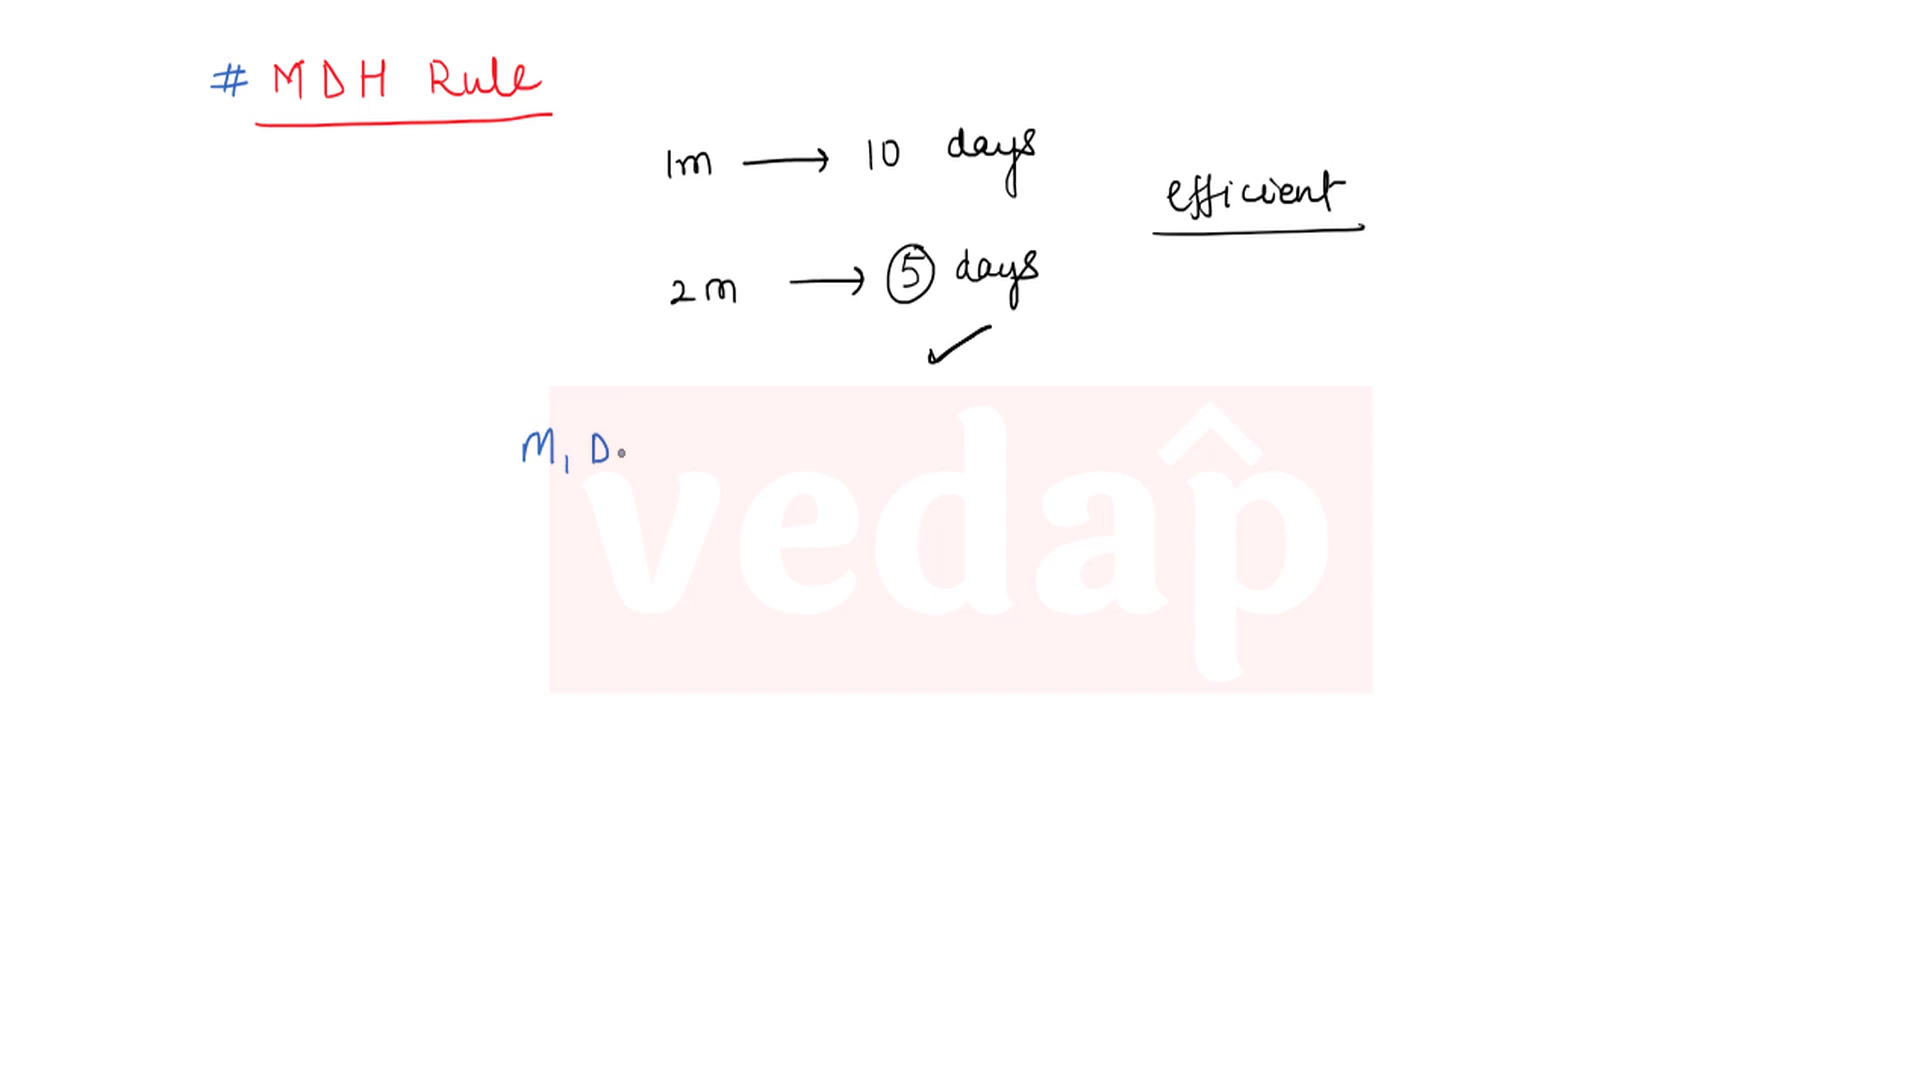 # MDH Rule
1m → 10 days
efficient
2m → 5 days
M₁ D
vedap